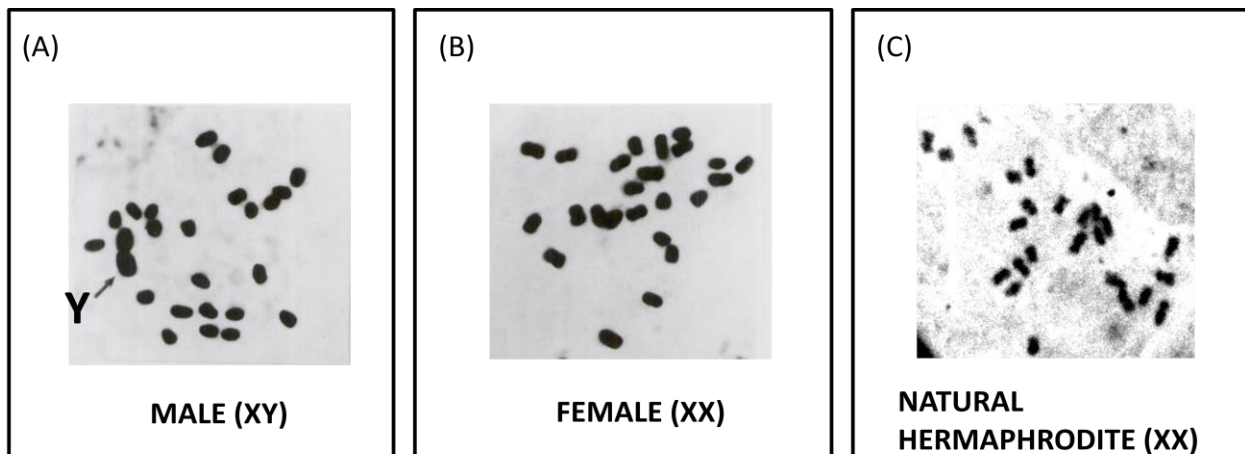 (A)
Y
MALE (XY)
(B)
FEMALE (XX)
(C)
NATURAL
HERMAPHRODITE (XX)